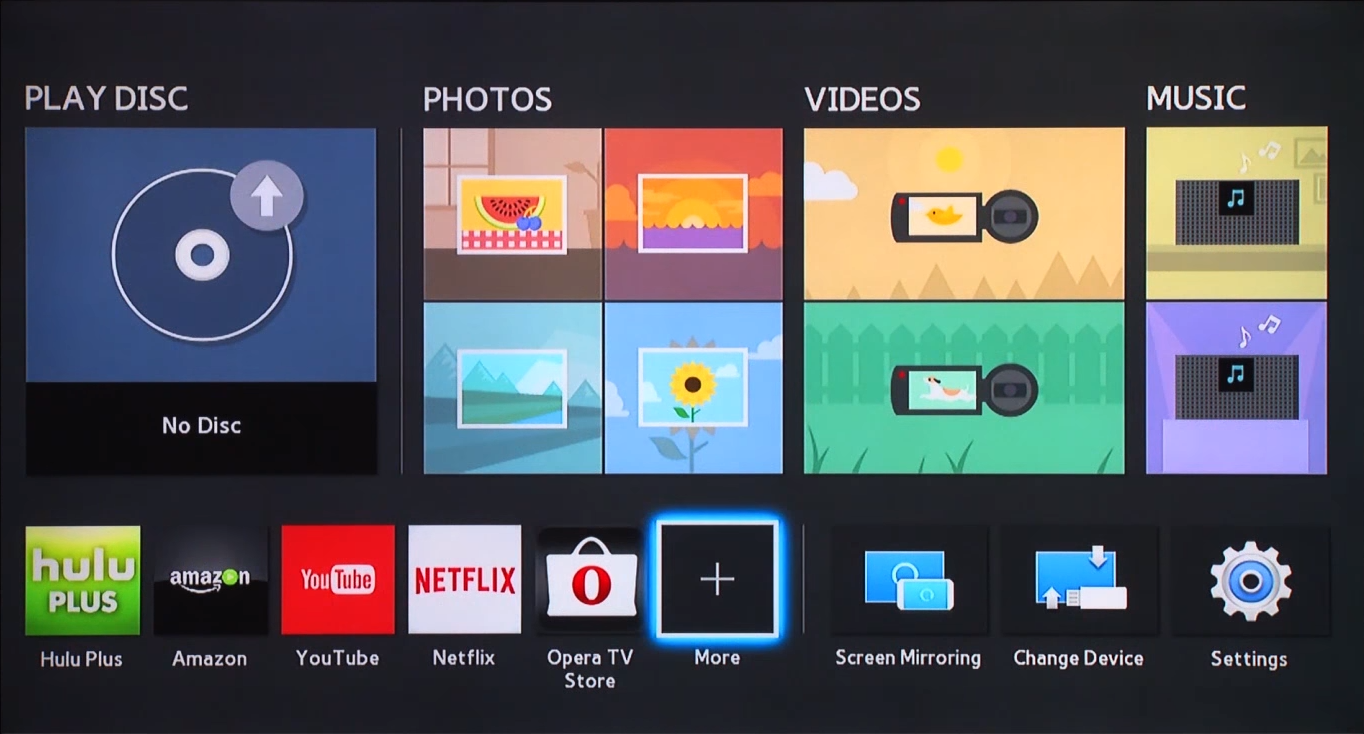 PLAY DISC
PHOTOS
VIDEOS
MUSIC
No Disc
hulu
PLUS
amazon
YouTube
NETFLIX
Hulu Plus
Amazon
YouTube
Netflix
Opera TV
Store
More
Screen Mirroring
Change Device
Settings